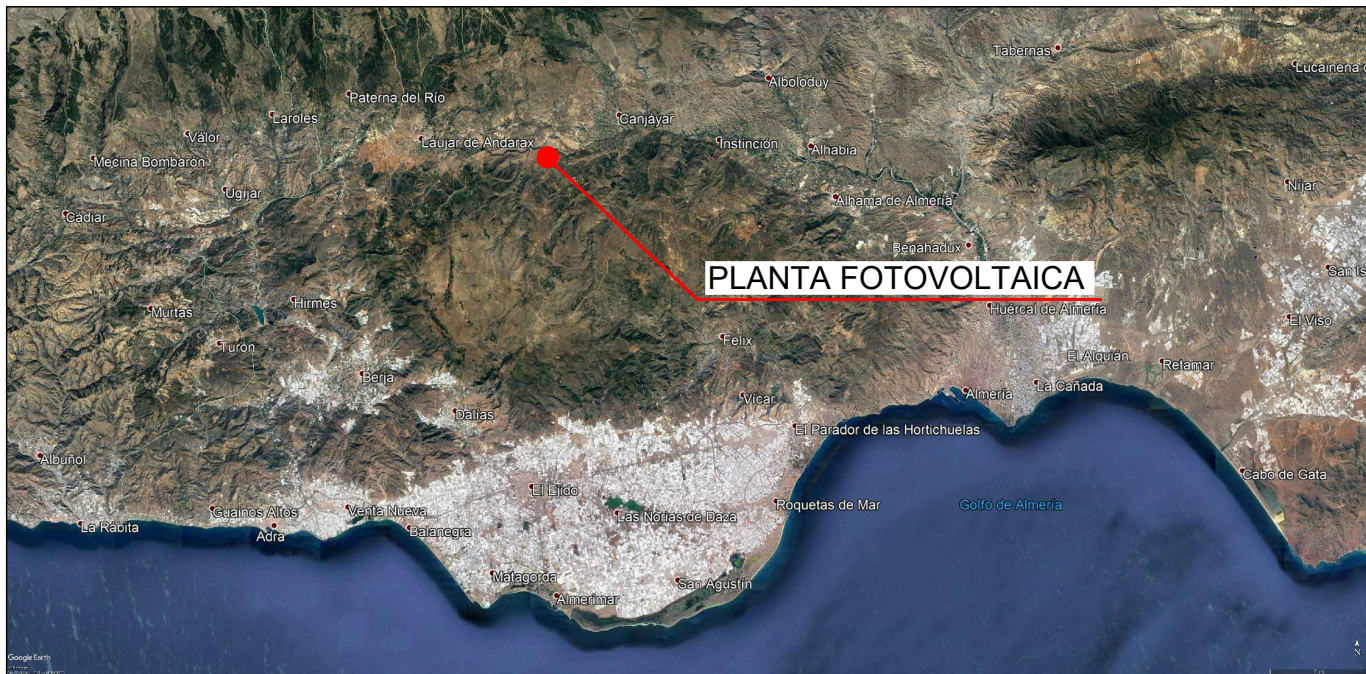 Tabernas
Lucainena d
Alboloduy
Paterna del Río
Laroles
Canjáyar
Válor
Láujar de Andarax
Instinción
Alhabia
Mecina Bombarón
Ugíjar
Níjar
Alhama de Almería
Cádiar
Benahadux
PLANTA FOTOVOLTAICA
San Is
Hirmes
Murtas
Huércal de Almería
El Viso
Turón
Felix
El Alquián
Retamar
Berja
La Cañada
Almería
Vícar
Dalías
El Parador de las Hortichuelas
Albuñol
Cabo de Gata
El Ejido
Roquetas de Mar
Golfo de Almería
Guainos Altos
Venta Nueva
Las Norias de Daza
La Rábita
Adra
Balanegra
Matagorda
San Agustín
Almerimar
Google Earth
N